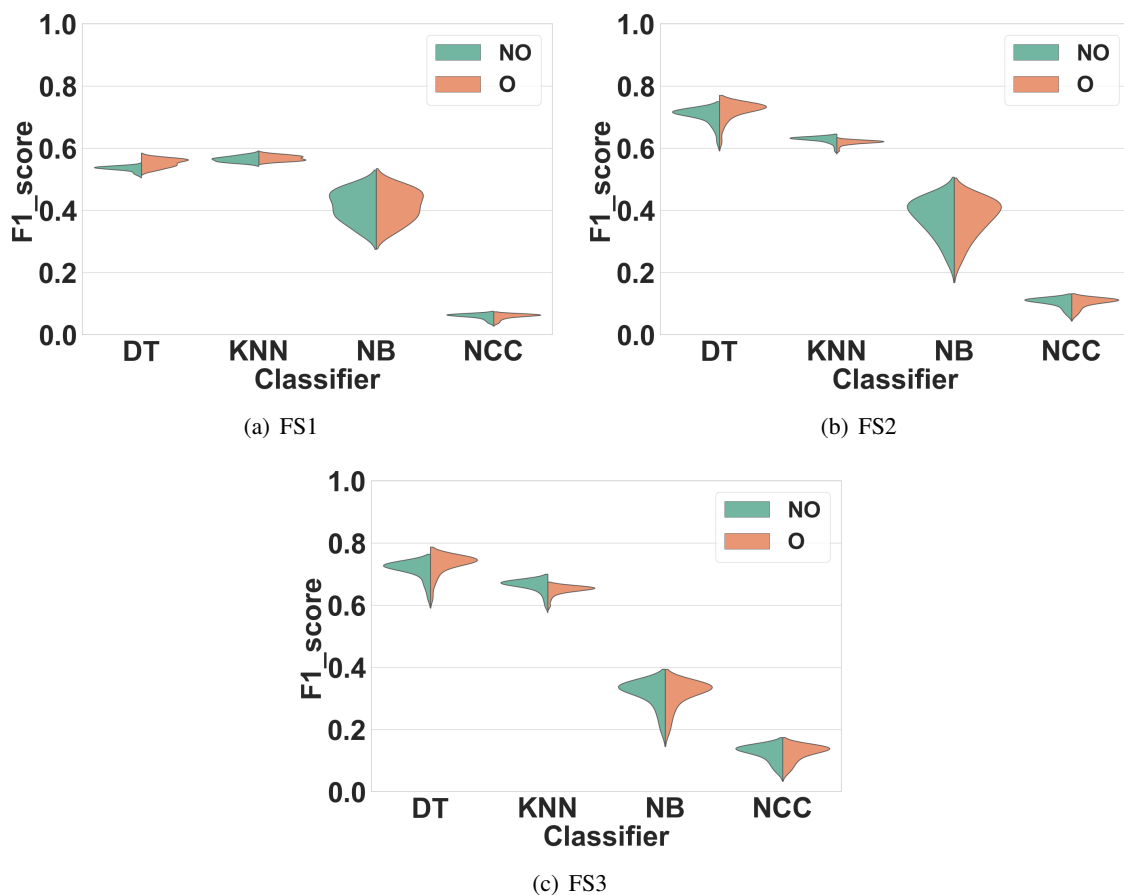 1.0
0.8
0.6
0.4
0.2
0.0
F1_score
NO
O
DT KNN NB NCC
Classifier
(a) FS1
1.0
0.8
0.6
0.4
0.2
0.0
F1_score
NO
O
DT KNN NB NCC
Classifier
(b) FS2
1.0
0.8
0.6
0.4
0.2
0.0
F1_score
NO
O
DT KNN NB NCC
Classifier
(c) FS3